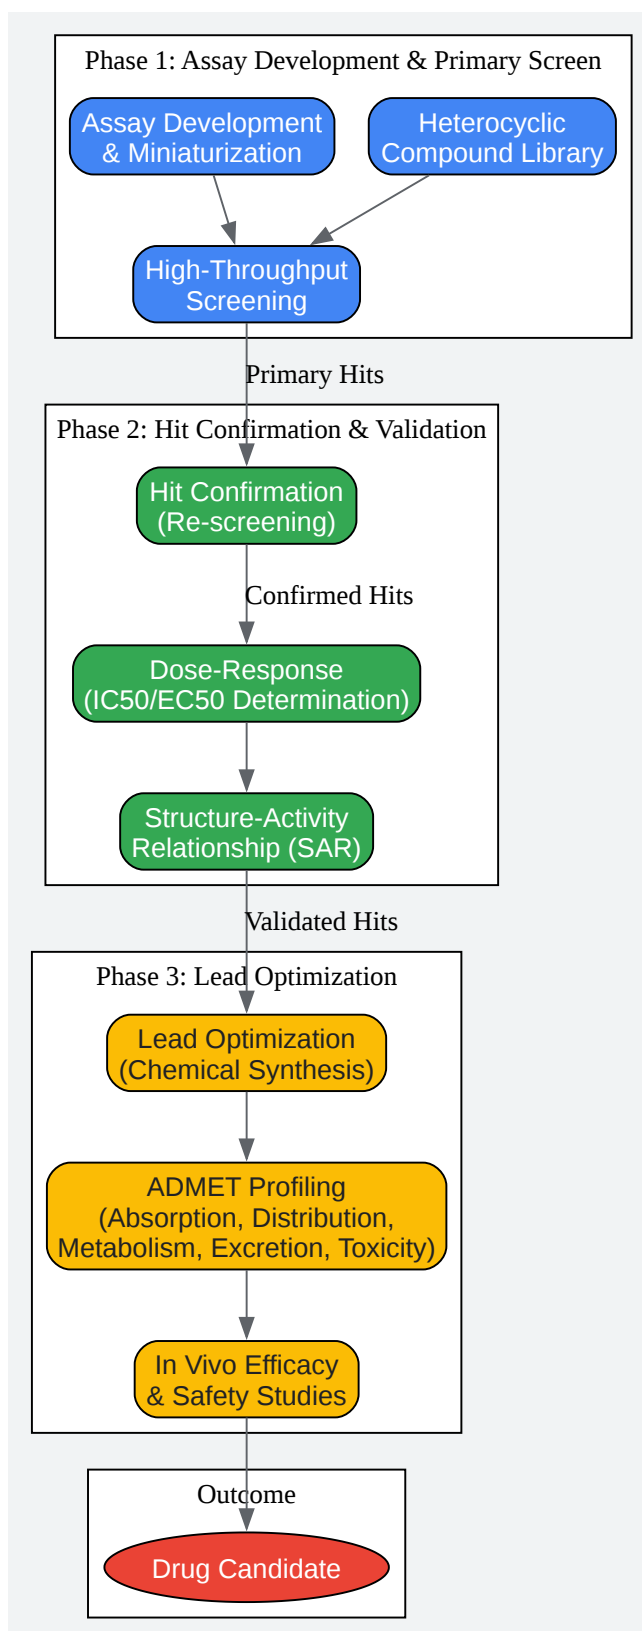 Phase 1: Assay Development & Primary Screen
Assay Development
& Miniaturization
Heterocyclic
Compound Library
High-Throughput
Screening
Primary Hits
Phase 2: Hit Confirmation & Validation
Hit Confirmation
(Re-screening)
Confirmed Hits
Dose-Response
(IC50/EC50 Determination)
Structure-Activity
Relationship (SAR)
Validated Hits
Phase 3: Lead Optimization
Lead Optimization
(Chemical Synthesis)
ADMET Profiling
(Absorption, Distribution,
Metabolism, Excretion, Toxicity)
In Vivo Efficacy
& Safety Studies
Outcome
Drug Candidate